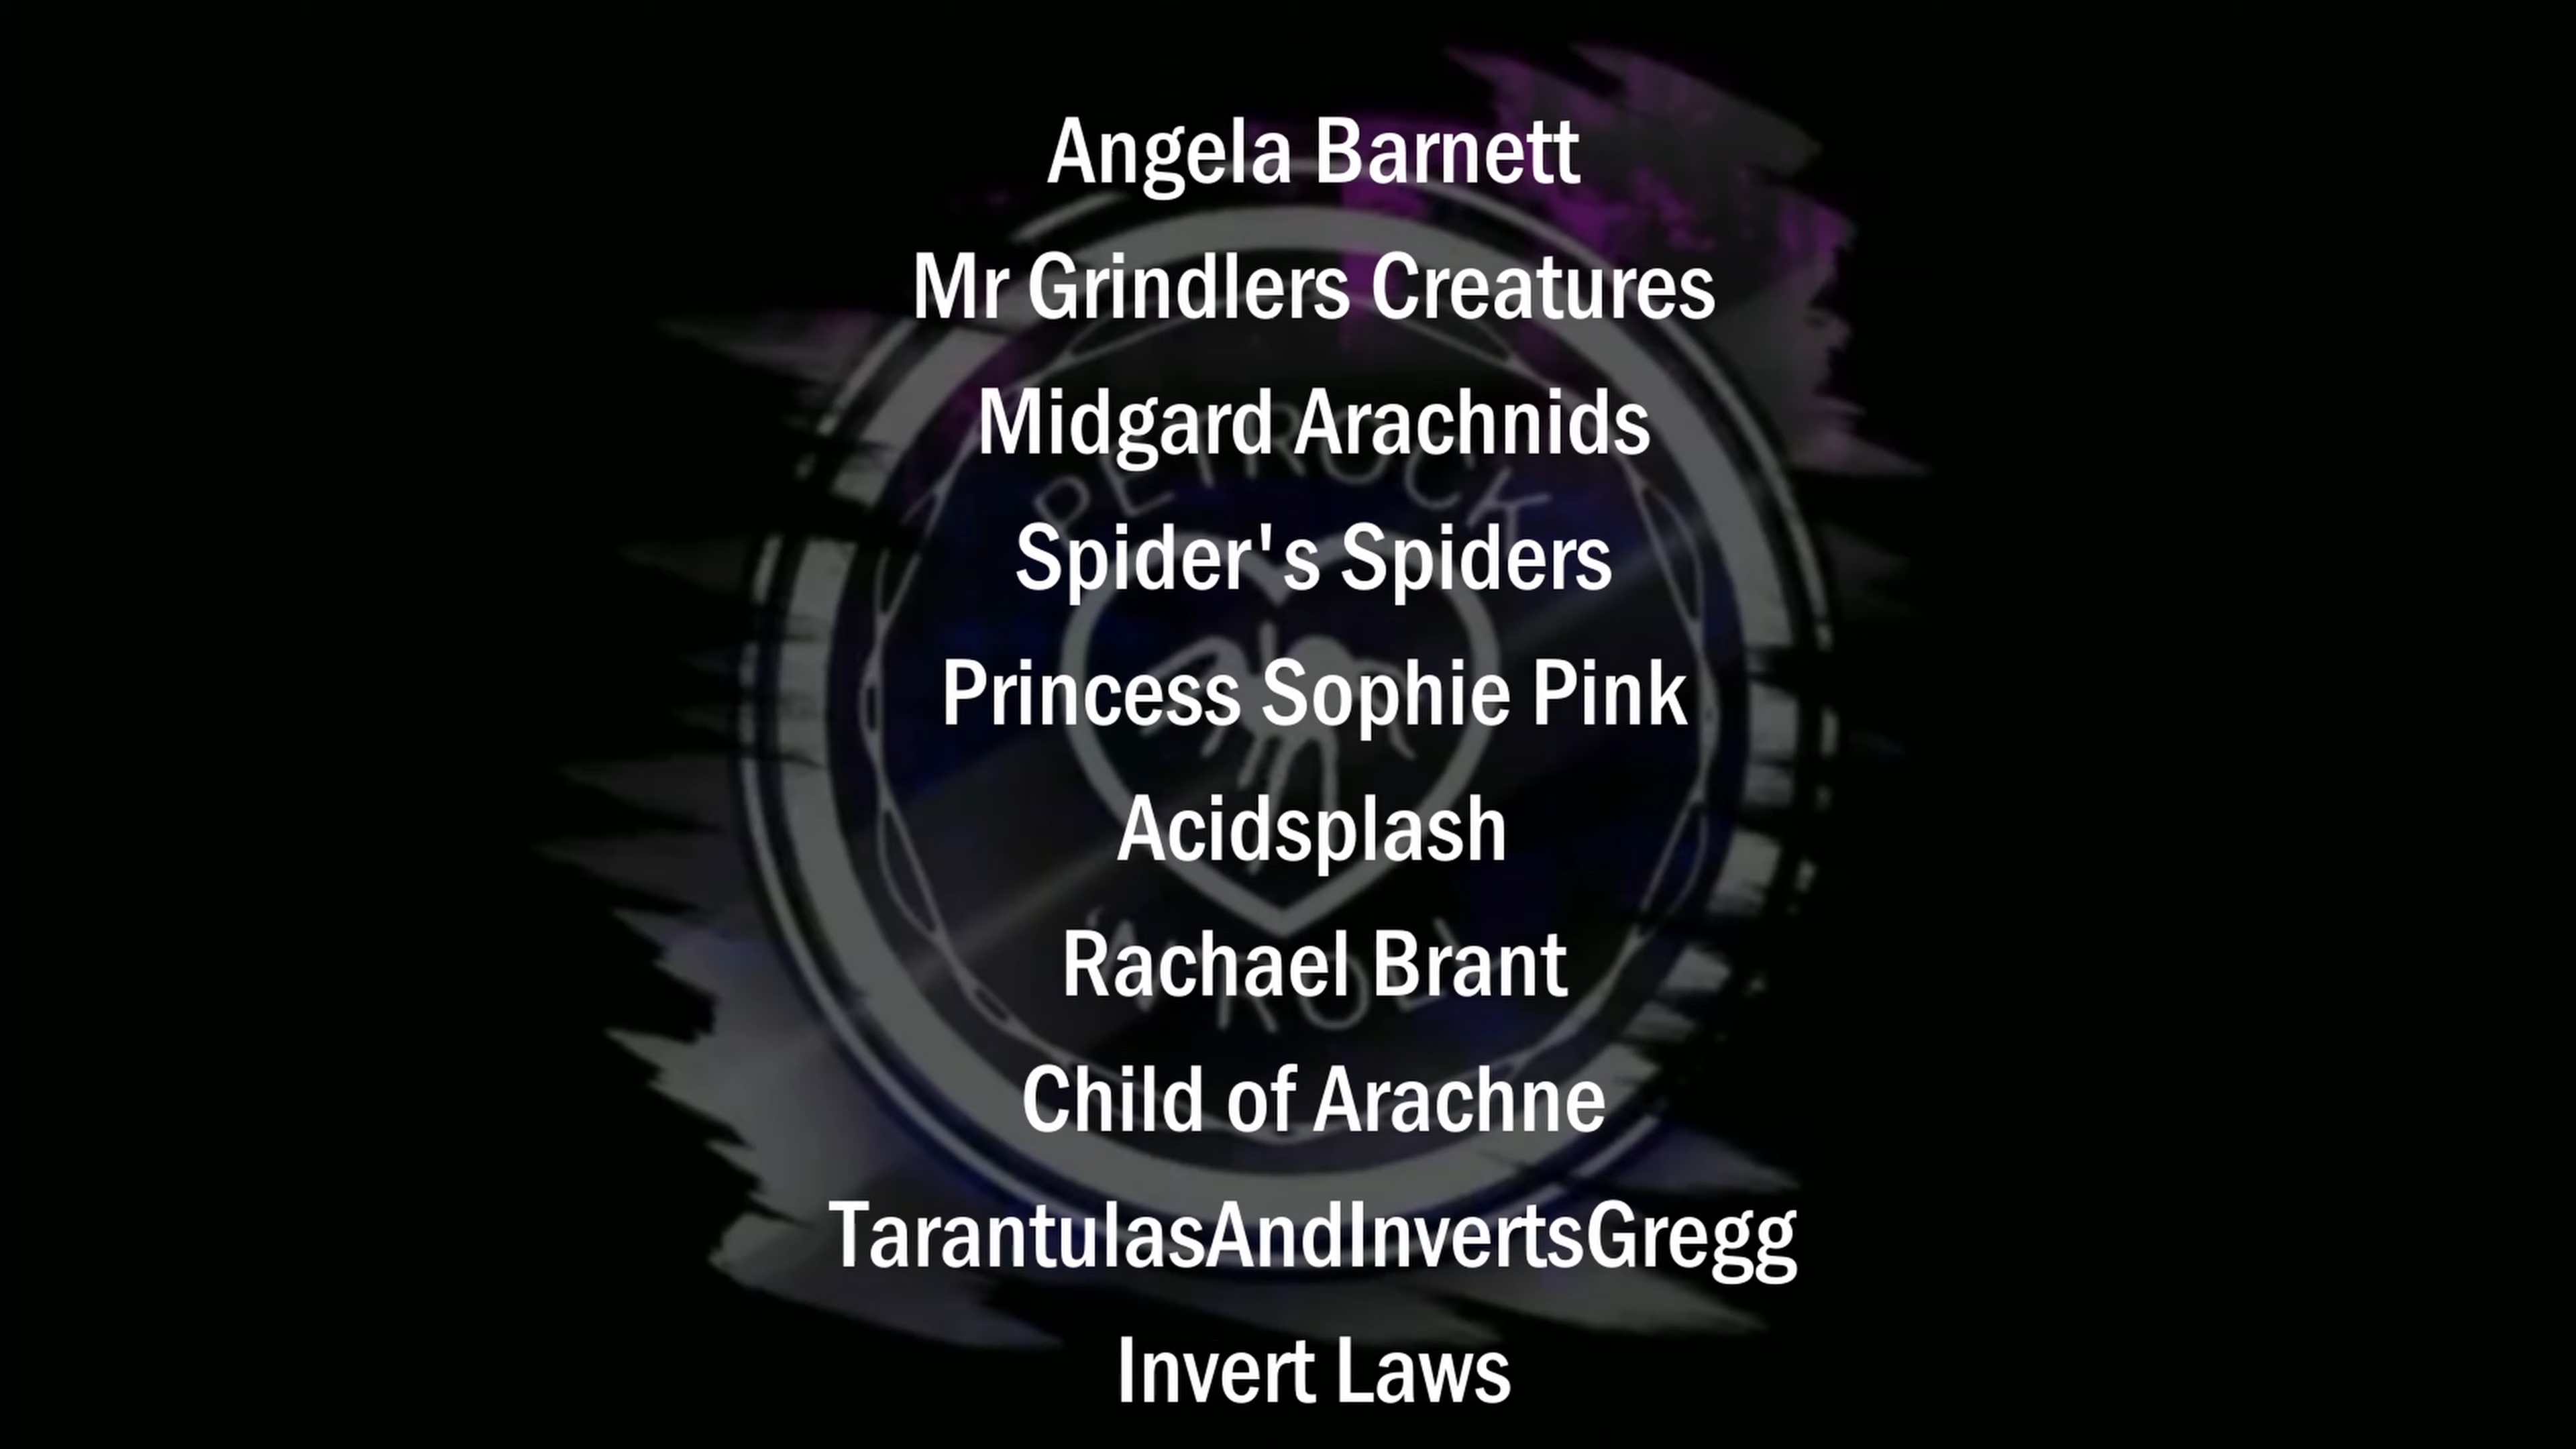 Angela Barnett
Mr Grindlers Creatures
Midgard Arachnids
PETROCK
Spider's Spiders
Princess Sophie Pink
Acidsplash
Rachael Brant
Child of Arachne
TarantulasAndInvertsGregg
Invert Laws